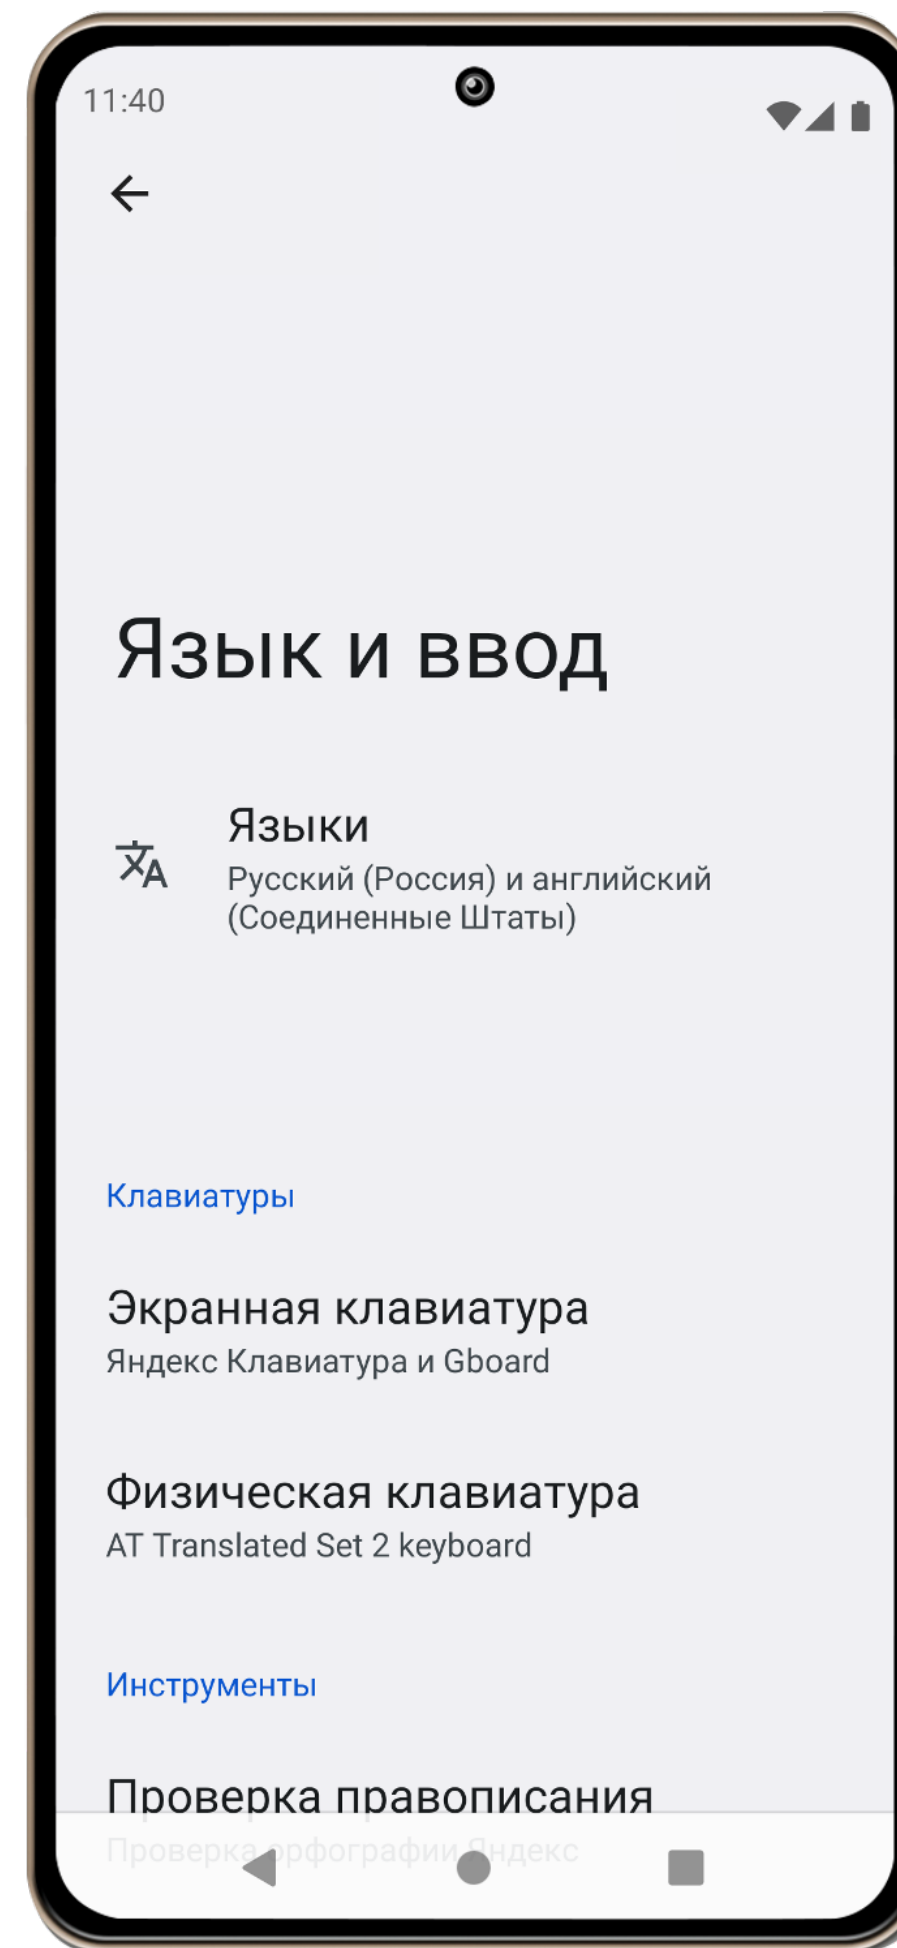 11:40
Язык и ввод
Языки
Русский (Россия) и английский
(Соединенные Штаты)
Клавиатуры
Экранная клавиатура
Яндекс Клавиатура и Gboard
Физическая клавиатура
AT Translated Set 2 keyboard
Инструменты
Проверка правописания
Проверка орфографии Яндекс